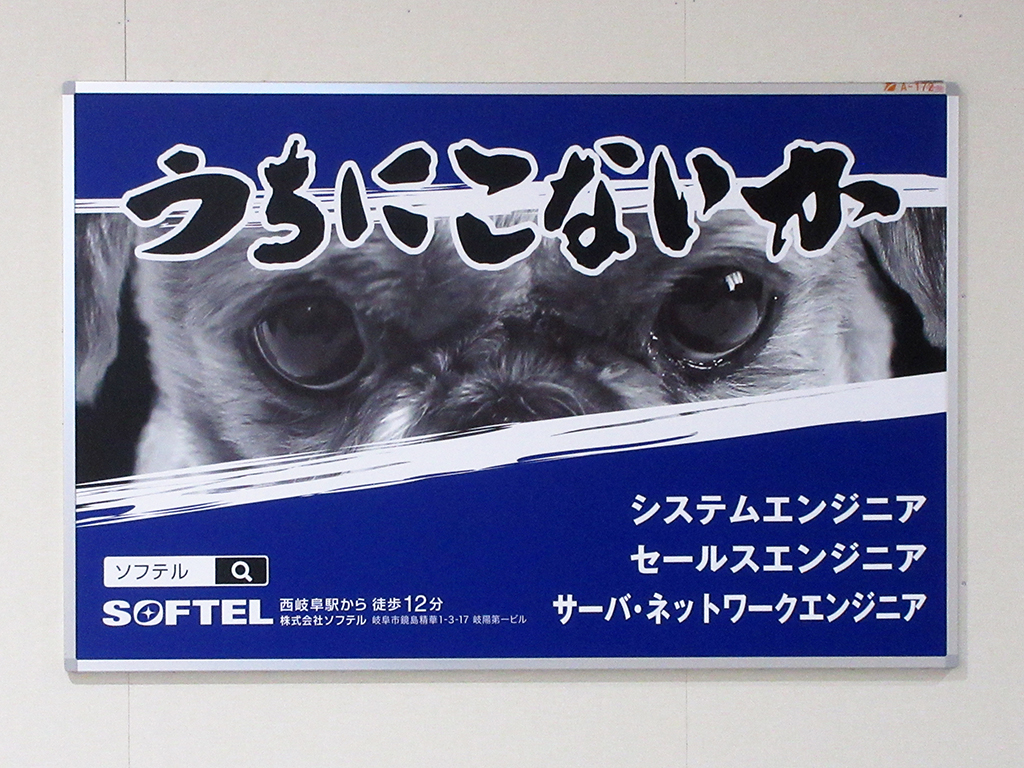 A-172
うちにこないか
システムエンジニア
セールスエンジニア
サーバ・ネットワークエンジニア
ソフテル
SOFTEL
西岐阜駅から 徒歩12分
株式会社ソフテル 岐阜市鏡島精華1-3-17 岐陽第一ビル